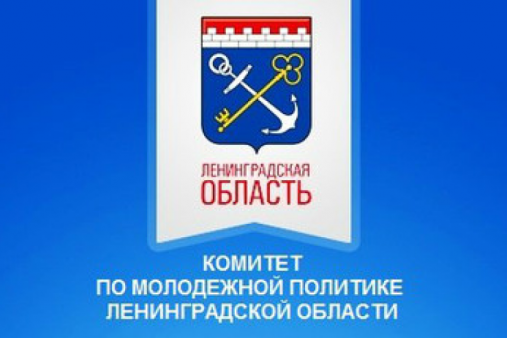 ЛЕНИНГРАДСКАЯ
ОБЛАСТЬ
КОМИТЕТ
ПО МОЛОДЕЖНОЙ ПОЛИТИКЕ
ЛЕНИНГРАДСКОЙ ОБЛАСТИ